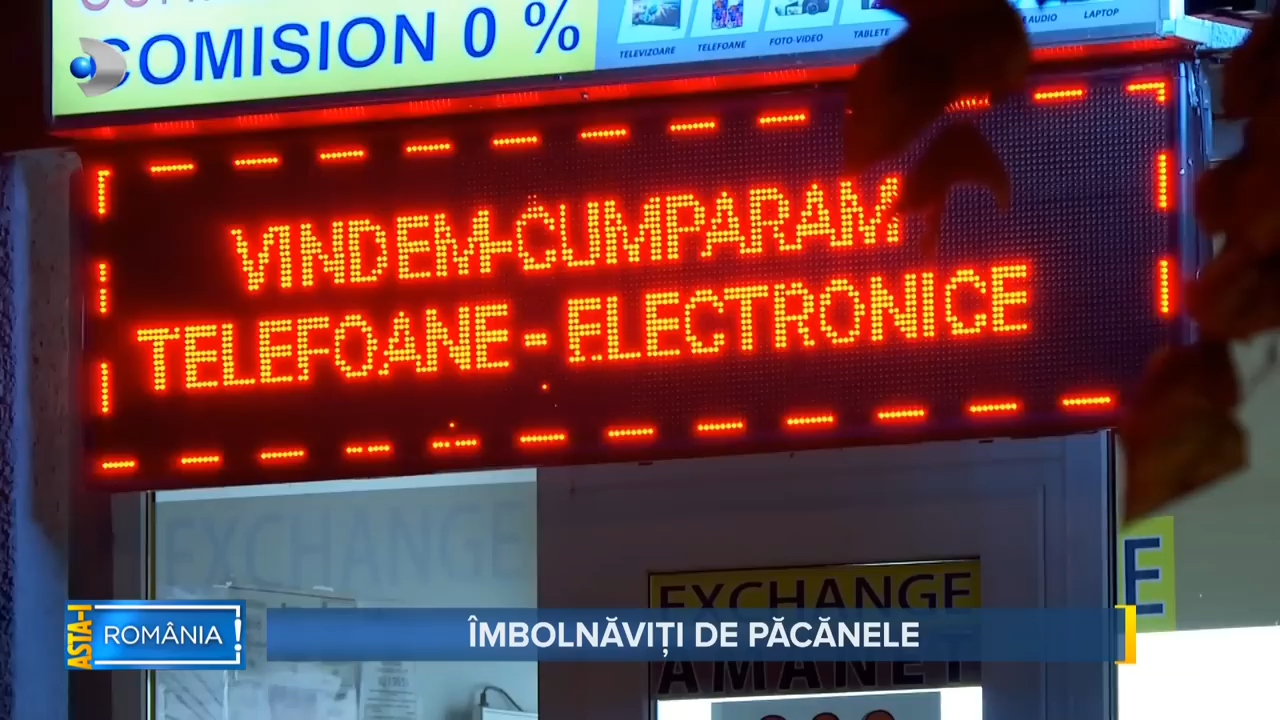 COMISION 0 %
TELEVIZOARE
TELEFOANE
FOTO-VIDEO
TABLETE
AUDIO
LAPTOP
VINDEM-CUMPARAM
TELEFOANE - ELECTRONICE
EXCHANGE
EXCHANGE
AMANET
E
ASTA-I
ROMÂNIA!
ÎMBOLNĂVIȚI DE PĂCĂNELE